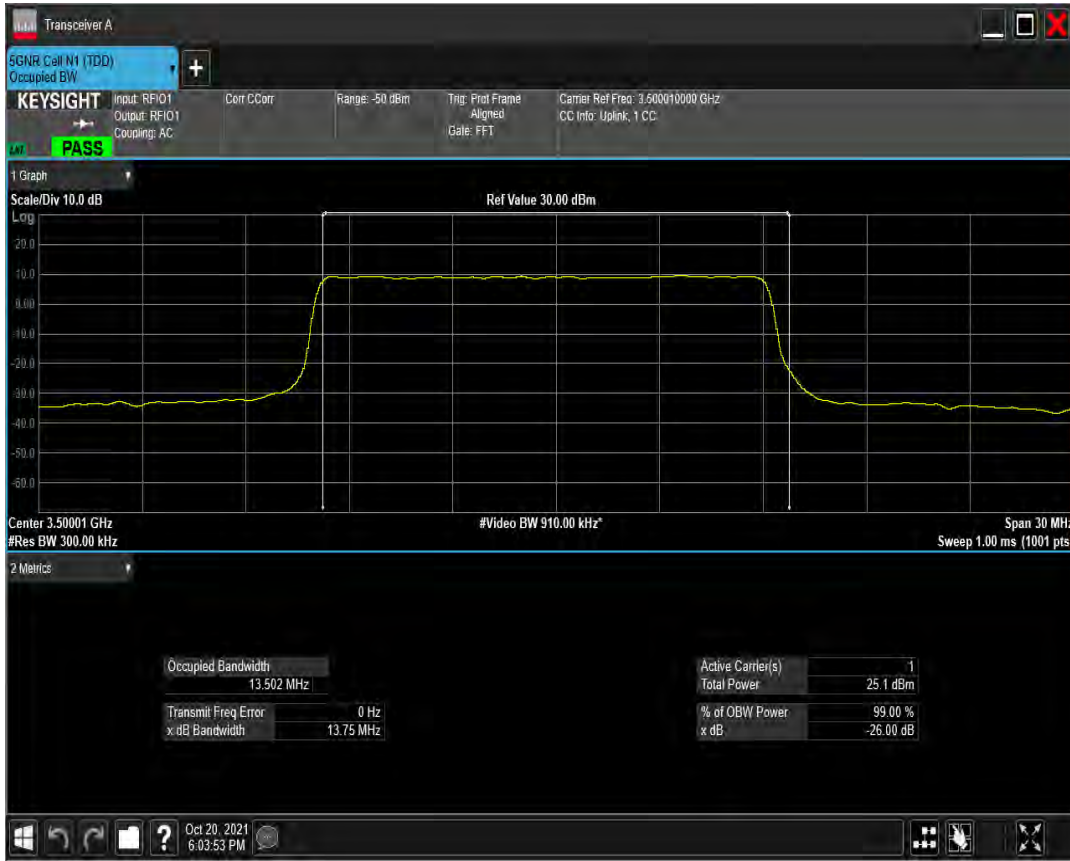 Transceiver A
5GNR Cell N1 (TDD)
Occupied BW
KEYSIGHT
PASS
Input: RFIO1
Output: RFIO1
Coupling: AC
Corr CCorr
Range: -50 dBm
Trig: Prot Frame
Aligned
Gate: FFT
Carrier Ref Freq: 3.500010000 GHz
CC Info: Uplink, 1 CC
1 Graph
Scale/Div 10.0 dB
Ref Value 30.00 dBm
Log
20.0
10.0
0.00
-10.0
-20.0
-30.0
-40.0
-50.0
-60.0
Center 3.50001 GHz
#Video BW 910.00 kHz*
Span 30 MHz
#Res BW 300.00 kHz
Sweep 1.00 ms (1001 pts
2 Metrics
Occupied Bandwidth
13.502 MHz
Transmit Freq Error 0 Hz
x dB Bandwidth 13.75 MHz
Active Carrier(s) 1
Total Power 25.1 dBm
% of OBW Power 99.00 %
x dB -26.00 dB
Oct 20, 2021
6:03:53 PM